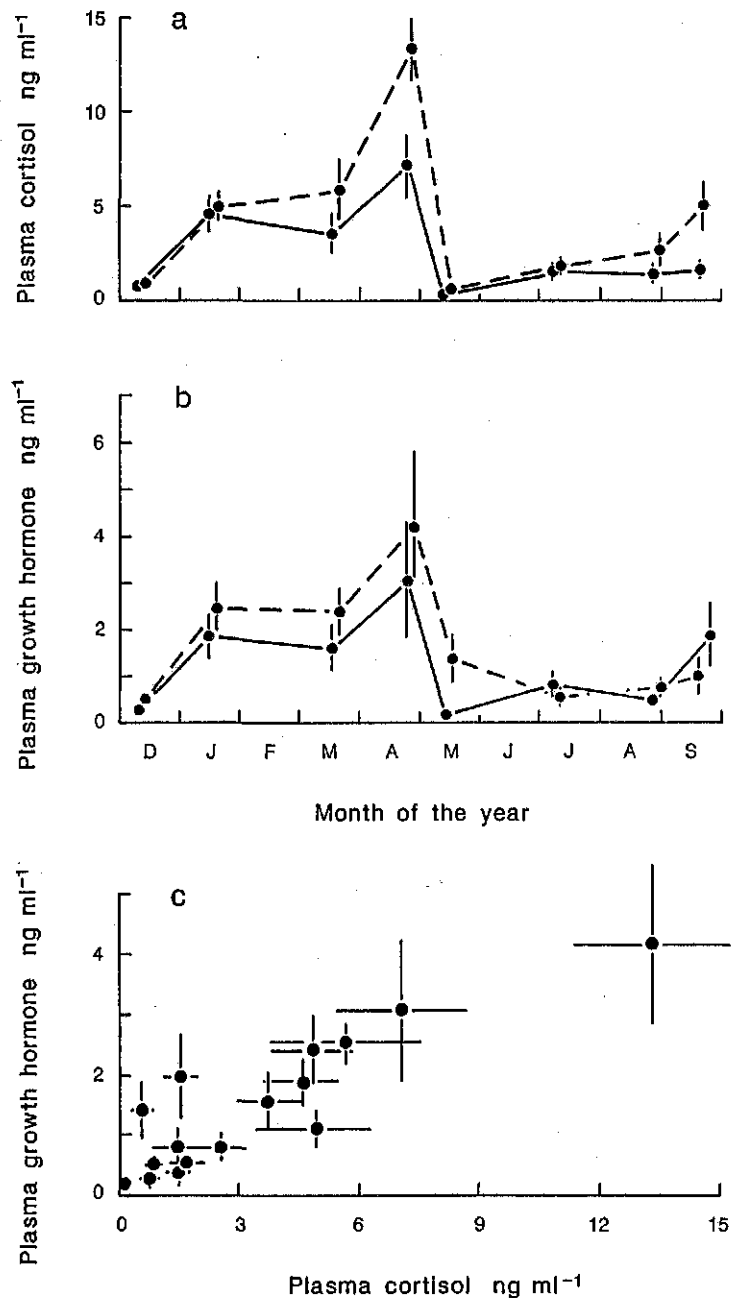 a
Plasma cortisol ng ml⁻¹
15
10
5
0
b
Plasma growth hormone ng ml⁻¹
6
4
2
0
D J F M A M J J A S
Month of the year
c
Plasma growth hormone ng ml⁻¹
4
2
0
0 3 6 9 12 15
Plasma cortisol ng ml⁻¹